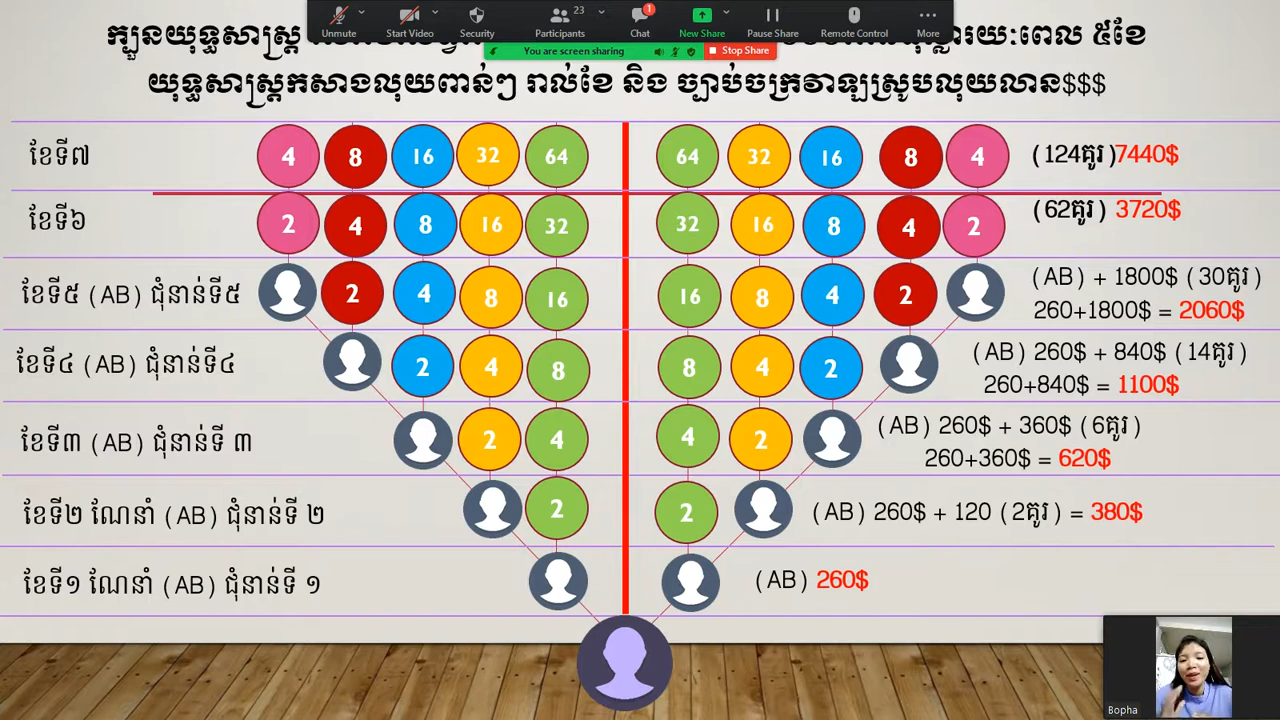 Unmute
Start Video
Security
Participants
23
Chat
1
New Share
Pause Share
Remote Control
More
You are screen sharing
Stop Share
ក្បួនយុទ្ធសាស្ត្រ
រយៈពេល ៥ខែ
យុទ្ធសាស្ត្រកសាងលុយពាន់ៗ រាល់ខែ និង ច្បាប់ចក្រវាឡស្រូបលុយលាន$$$
ខែទី៧
4 8 16 32 64
64 32 16 8 4
(124គូរ)7440$
ខែទី៦
2 4 8 16 32
32 16 8 4 2
(62គូរ) 3720$
ខែទី៥ (AB) ជុំនាន់ទី៥
2 4 8 16
16 8 4 2
(AB) + 1800$ (30គូរ)
260+1800$ = 2060$
ខែទី៤ (AB) ជុំនាន់ទី៤
2 4 8
8 4 2
(AB) 260$ + 840$ (14គូរ)
260+840$ = 1100$
ខែទី៣ (AB) ជុំនាន់ទី ៣
2 4
4 2
(AB) 260$ + 360$ (6គូរ)
260+360$ = 620$
ខែទី២ ណែនាំ (AB) ជុំនាន់ទី ២
2
2
(AB) 260$ + 120 (2គូរ) = 380$
ខែទី១ ណែនាំ (AB) ជុំនាន់ទី ១
(AB) 260$
Bopha